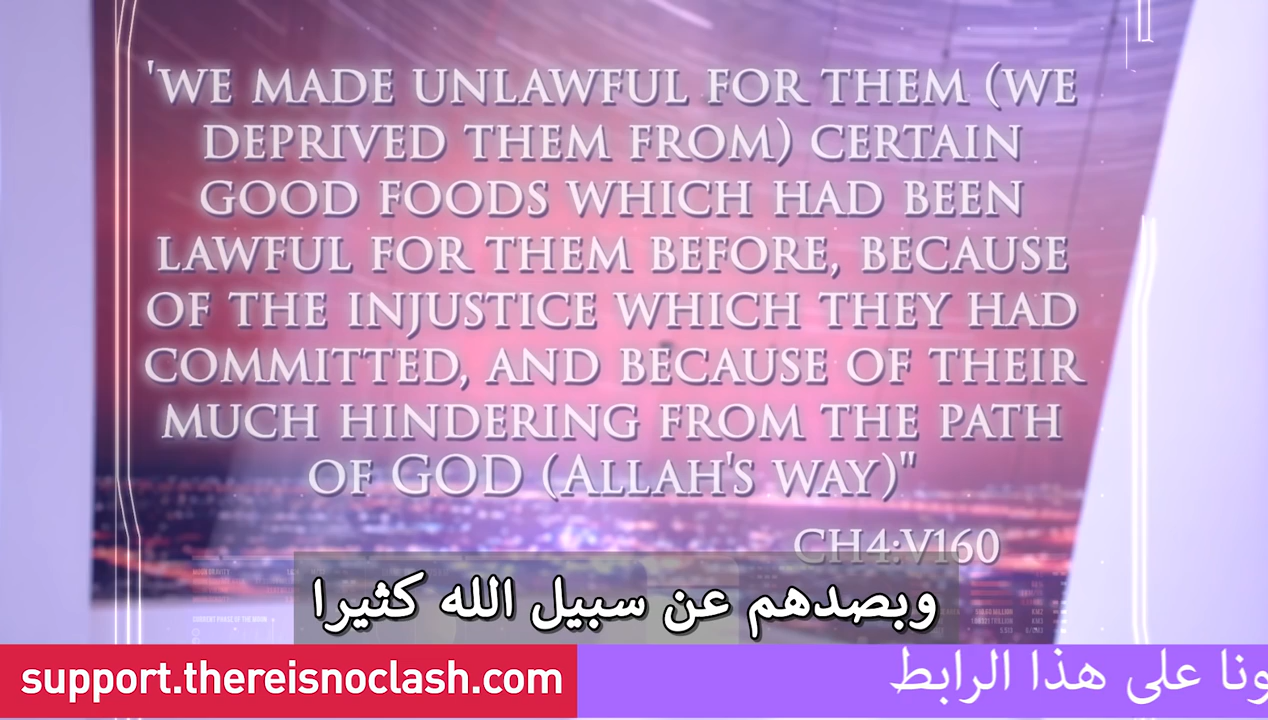 'WE MADE UNLAWFUL FOR THEM (WE
DEPRIVED THEM FROM) CERTAIN
GOOD FOODS WHICH HAD BEEN
LAWFUL FOR THEM BEFORE, BECAUSE
OF THE INJUSTICE WHICH THEY HAD
COMMITTED, AND BECAUSE OF THEIR
MUCH HINDERING FROM THE PATH
OF GOD (ALLAH'S WAY)"
CH4:V160
وبصدهم عن سبيل الله كثيرا
support.thereisnoclash.com
ونا على هذا الرابط